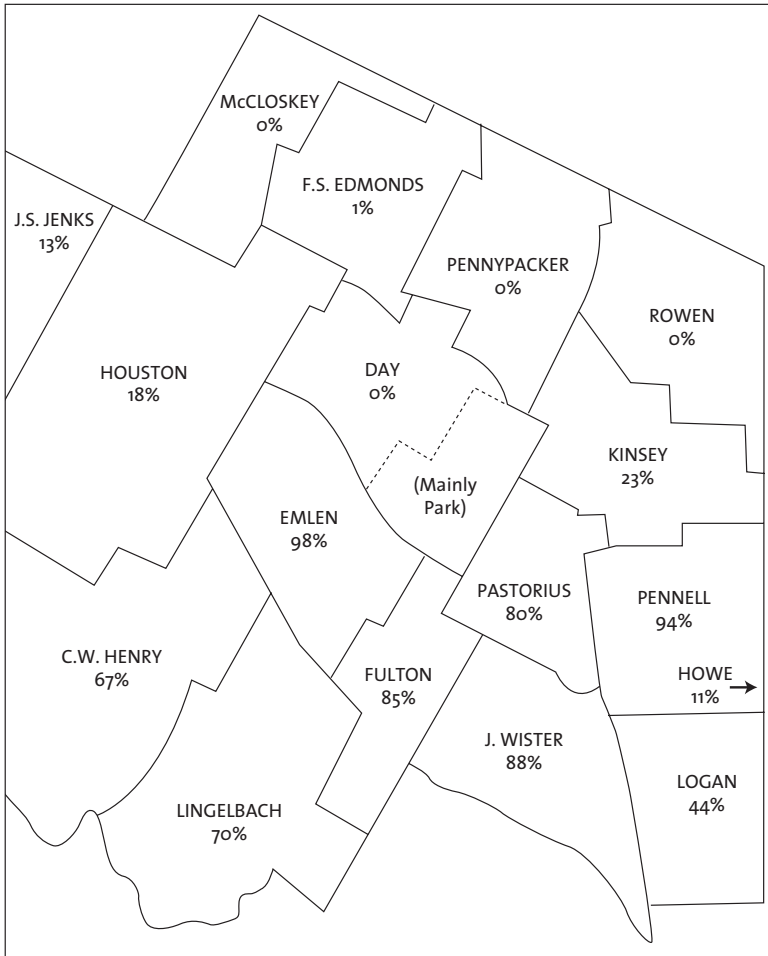 McCLOSKEY
0%
F.S. EDMONDS
1%
J.S. JENKS
13%
PENNYPACKER
0%
ROWEN
0%
HOUSTON
18%
DAY
0%
KINSEY
23%
(Mainly
Park)
EMLEN
98%
PASTORIUS
80%
PENNELL
94%
C.W. HENRY
67%
FULTON
85%
HOWE
11%
J. WISTER
88%
LOGAN
44%
LINGELBACH
70%